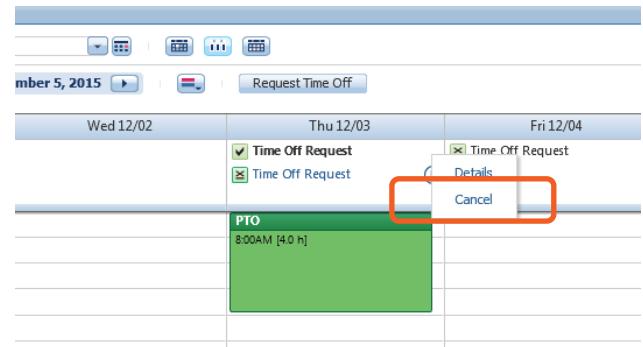 mber 5, 2015
Request Time Off
Wed 12/02 Thu 12/03 Fri 12/04
Time Off Request Time Off Request
Time Off Request Details
Cancel
PTO
8:00AM [4.0 h]